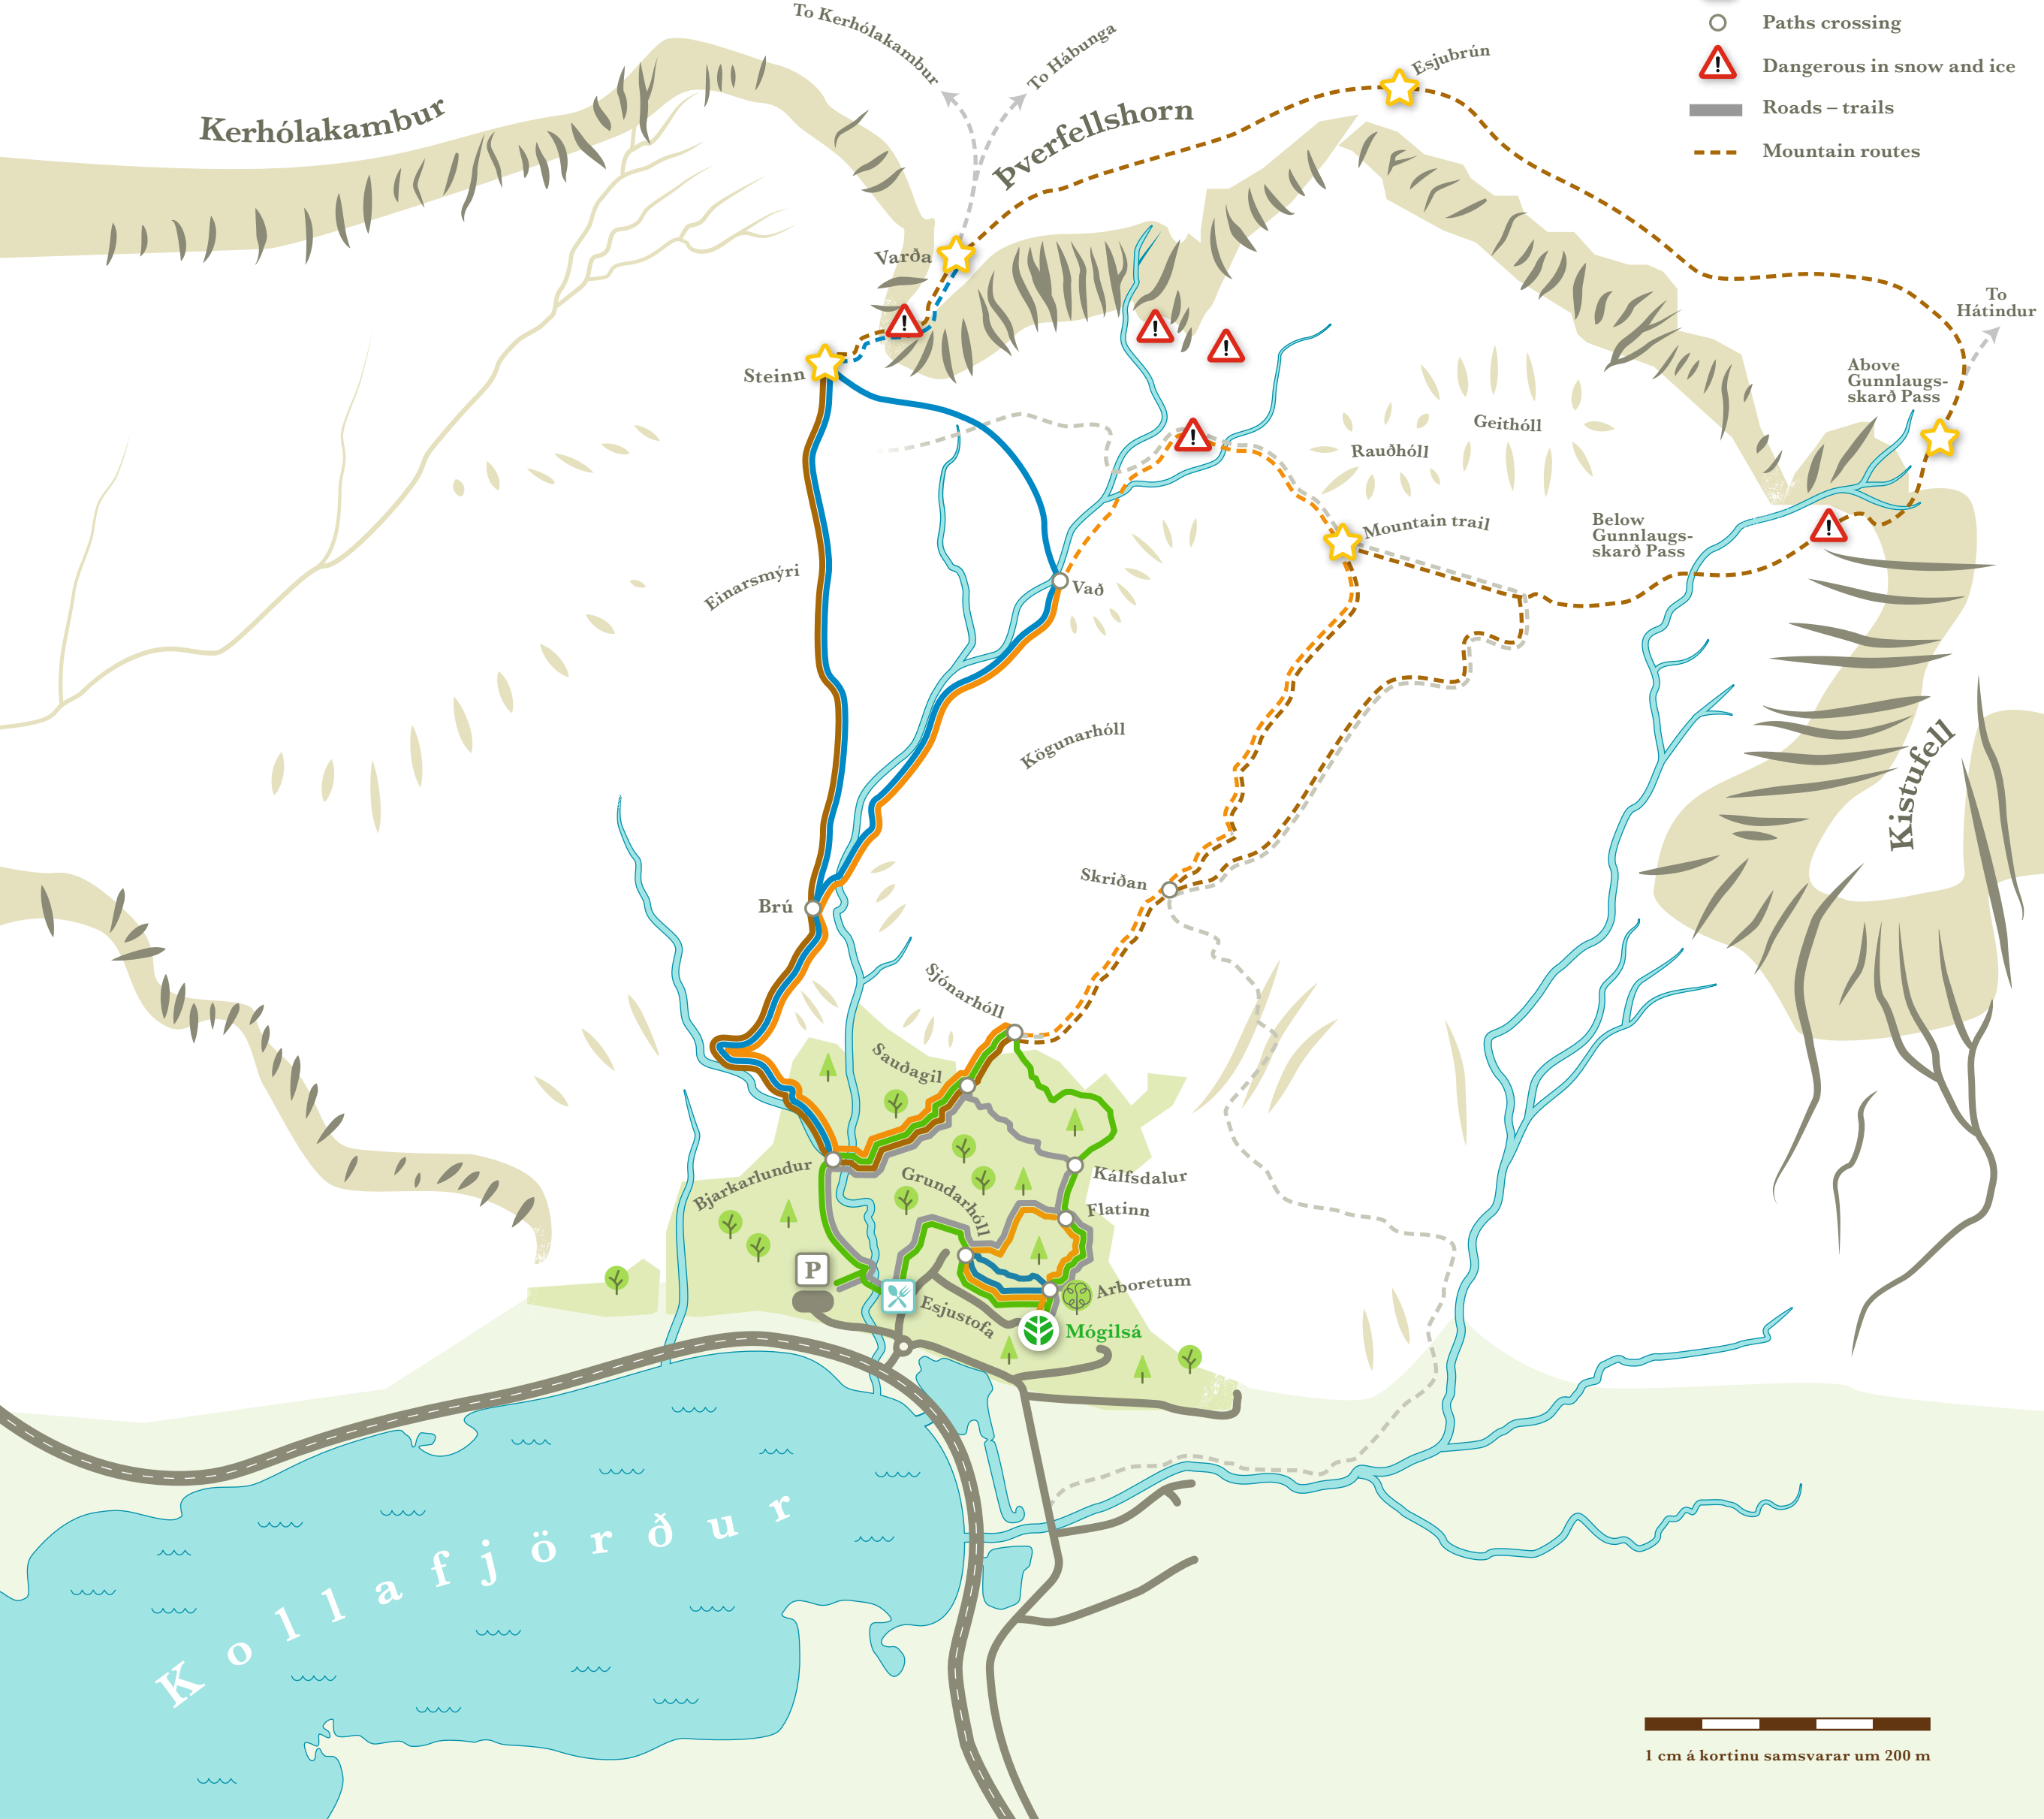 To Kerhólakambur
To Hábunga
Esjubrún
Paths crossing
Dangerous in snow and ice
Roads – trails
Mountain routes
Kerhólakambur
Þverfellshorn
Varða
To
Hátindur
Steinn
Above
Gunnlaugs-
skarð Pass
Geithóll
Rauðhóll
Mountain trail
Below
Gunnlaugs-
skarð Pass
Einarsmýri
Vað
Kögunarhóll
Kistufell
Skriðan
Brú
Sjónarhóll
Sauðagil
Bjarkarlundur
Grundarhóll
Kálfsdalur
Flatinn
P
Arboretum
Esjustofa
Mógilsá
Kollafjörður
1 cm á kortinu samsvarar um 200 m